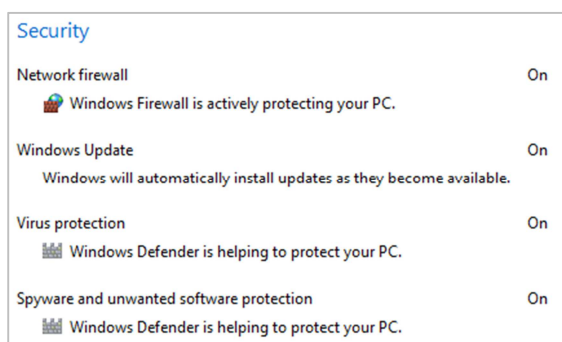 Security
Network firewall On
Windows Firewall is actively protecting your PC.
Windows Update On
Windows will automatically install updates as they become available.
Virus protection On
Windows Defender is helping to protect your PC.
Spyware and unwanted software protection On
Windows Defender is helping to protect your PC.